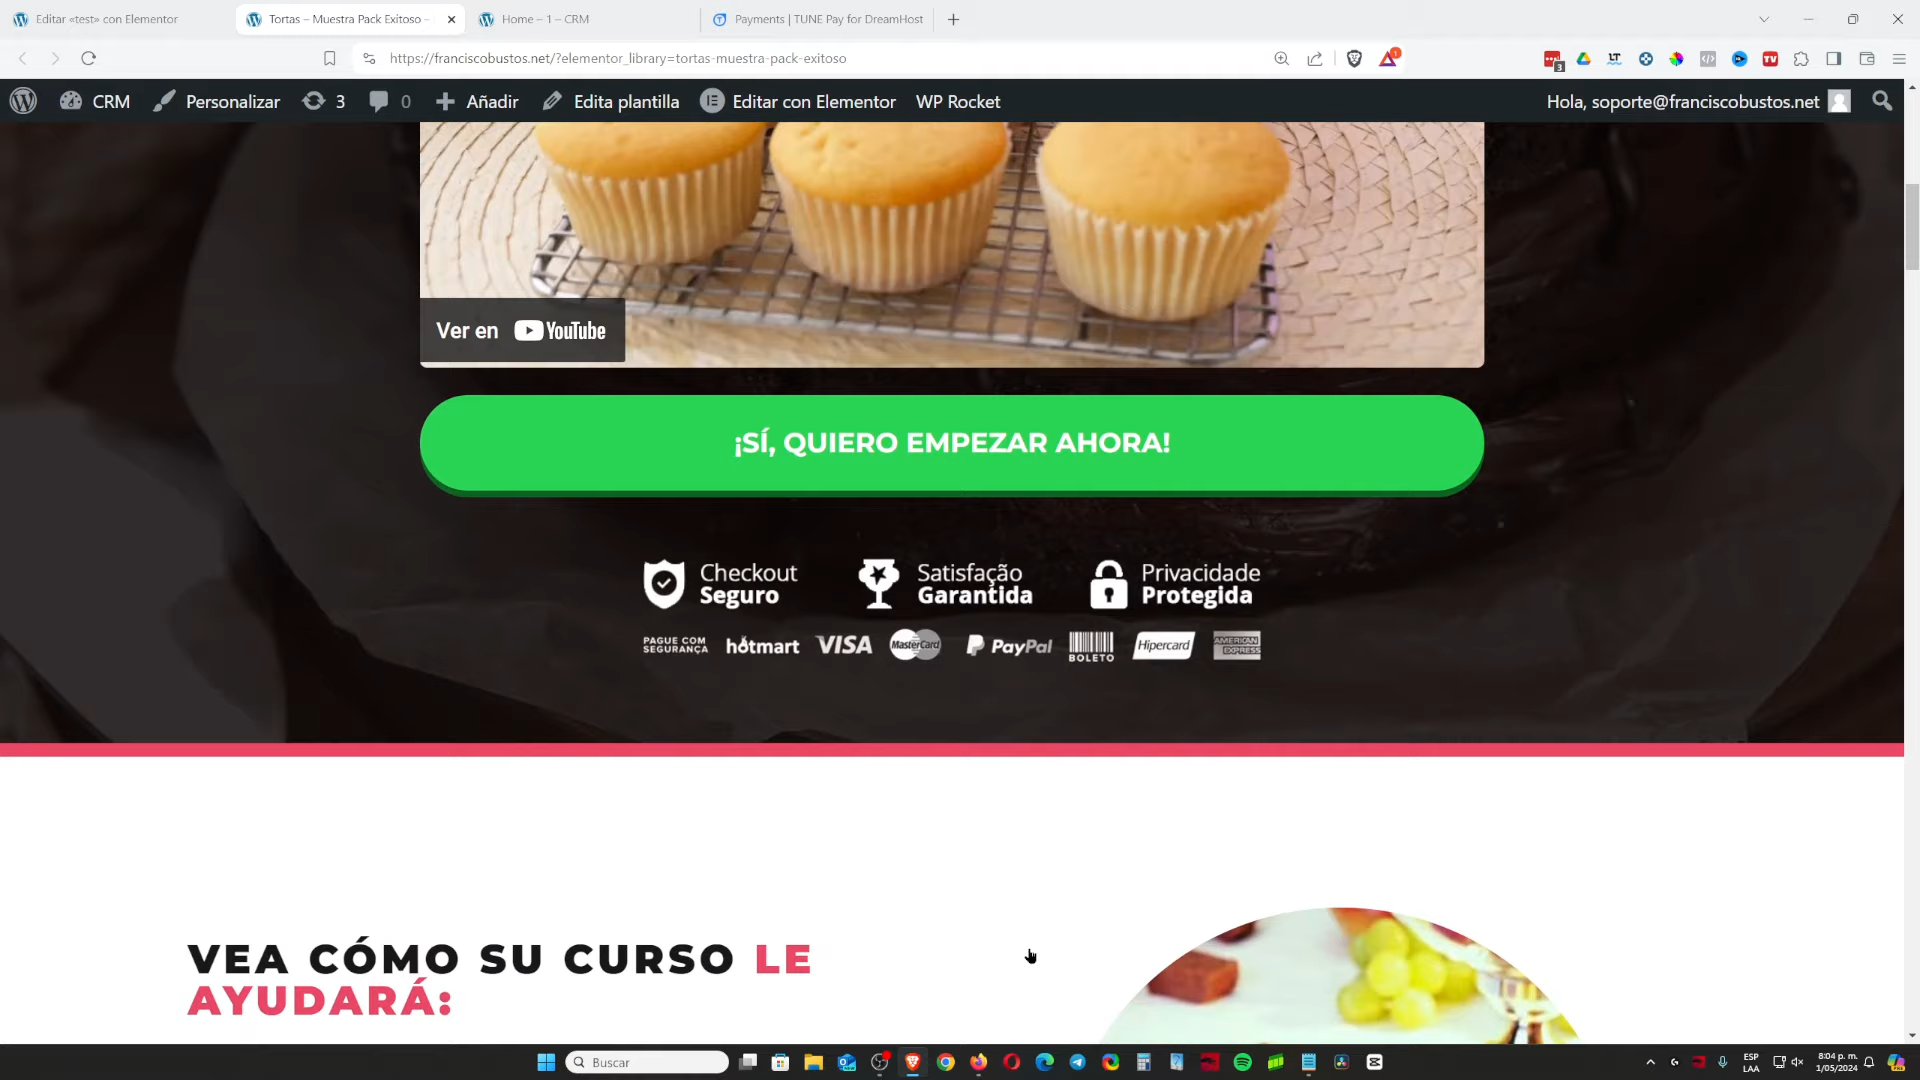 Editar «test» con Elementor
Tortas – Muestra Pack Exitoso –
Home – 1 – CRM
Payments | TUNE Pay for DreamHost
https://franciscobustos.net/?elementor_library=tortas-muestra-pack-exitoso
1
3
LT
TV
CRM
Personalizar
3
0
Añadir
Edita plantilla
Editar con Elementor
WP Rocket
Hola, soporte@franciscobustos.net
Ver en YouTube
¡SÍ, QUIERO EMPEZAR AHORA!
Checkout
Seguro
Satisfação
Garantida
Privacidade
Protegida
PAGUE COM
SEGURANÇA
hotmart
VISA
MasterCard
PayPal
BOLETO
Hipercard
AMERICAN
EXPRESS
VEA CÓMO SU CURSO LE
AYUDARÁ:
Buscar
ESP
LAA
8:04 p. m.
1/05/2024